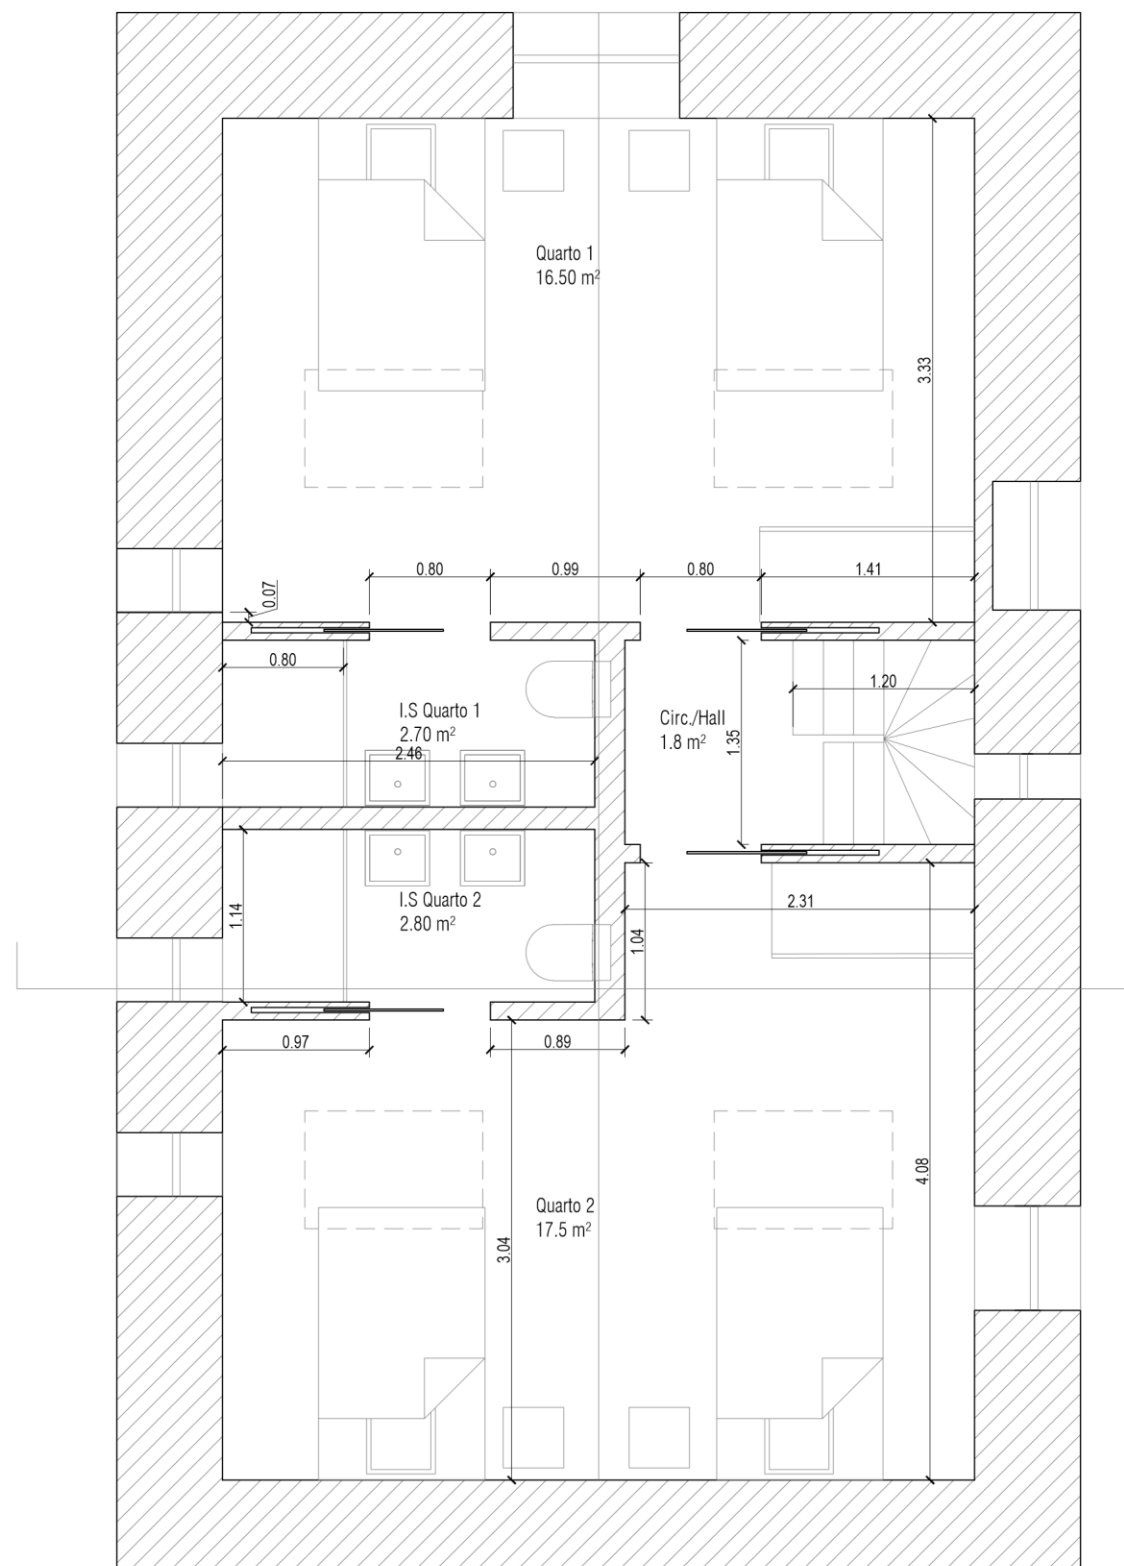 Quarto 1
16.50 m²
3.33
0.80
0.99
0.80
1.41
0.07
0.80
1.20
I.S Quarto 1
2.70 m²
2.46
Circ./Hall
1.8 m²
1.35
I.S Quarto 2
2.80 m²
1.14
2.31
1.04
0.97
0.89
4.08
Quarto 2
17.5 m²
3.04